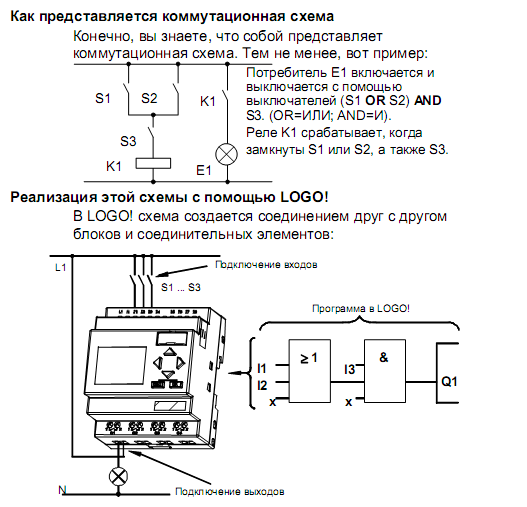 Как представляется коммутационная схема
Конечно, вы знаете, что собой представляет
коммутационная схема. Тем не менее, вот пример:
Потребитель E1 включается и
выключается с помощью
выключателей (S1 OR S2) AND
S3. (OR=ИЛИ; AND=И).
Реле K1 срабатывает, когда
замкнуты S1 или S2, а также S3.
S1
S2
K1
S3
K1
E1
Реализация этой схемы с помощью LOGO!
В LOGO! схема создается соединением друг с другом
блоков и соединительных элементов:
L1
Подключение входов
S1 ... S3
Программа в LOGO!
≥1
&
I1
I2
x
I3
x
Q1
N
Подключение выходов